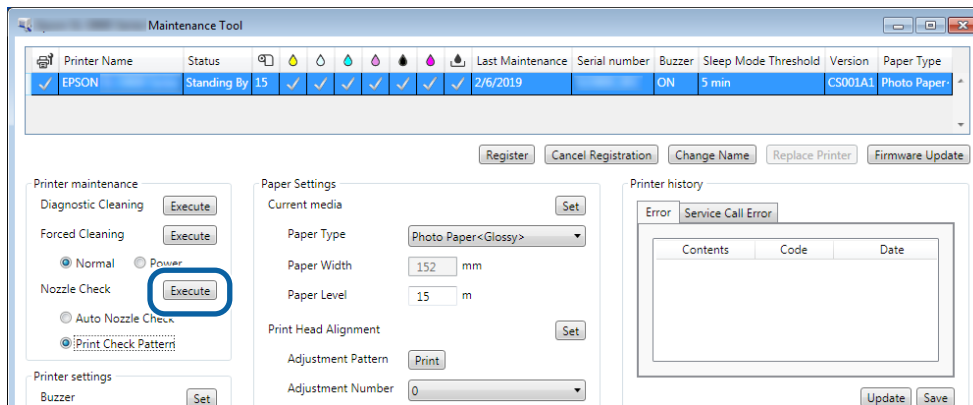 Maintenance Tool
Printer Name Status Last Maintenance Serial number Buzzer Sleep Mode Threshold Version Paper Type
EPSON Standing By 15 2/6/2019 ON 5 min CS001A1 Photo Paper
Register Cancel Registration Change Name Replace Printer Firmware Update
Printer maintenance
Diagnostic Cleaning Execute
Forced Cleaning Execute
Normal Power
Nozzle Check Execute
Auto Nozzle Check
Print Check Pattern
Printer settings
Buzzer Set
Paper Settings
Current media Set
Paper Type Photo Paper<Glossy>
Paper Width 152 mm
Paper Level 15 m
Print Head Alignment Set
Adjustment Pattern Print
Adjustment Number 0
Printer history
Error Service Call Error
Contents Code Date
Update Save